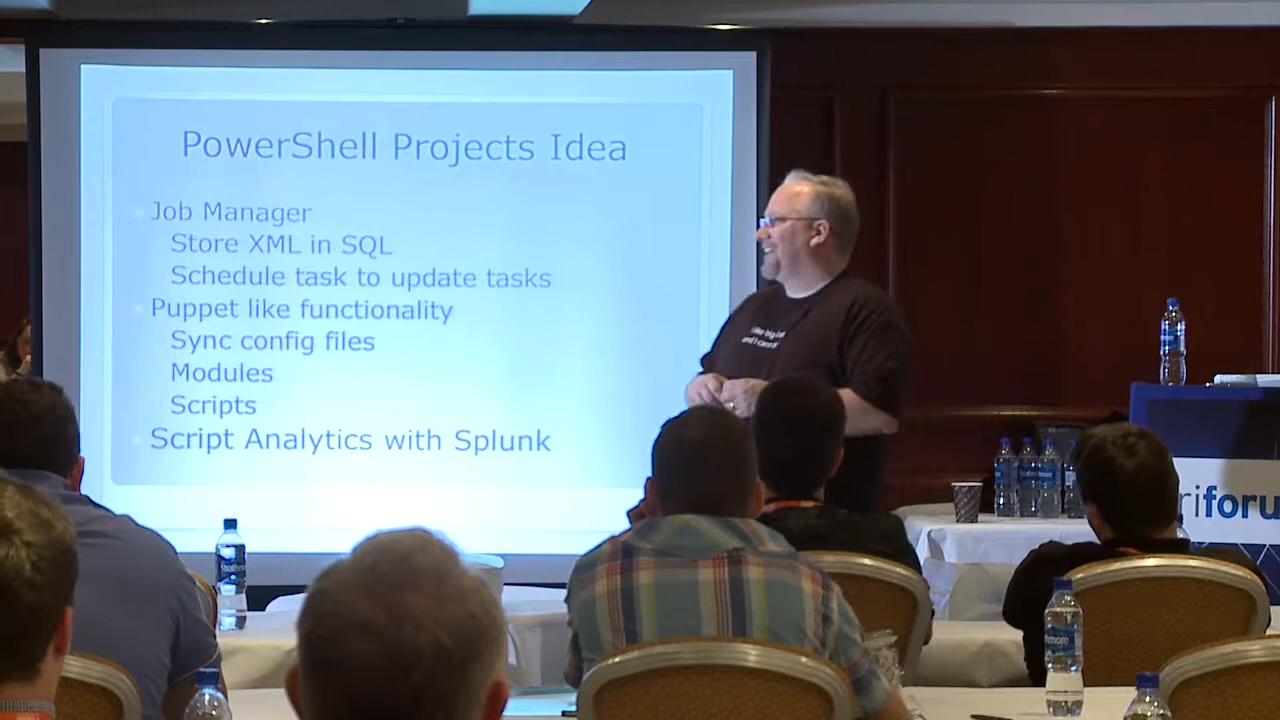 PowerShell Projects Idea
Job Manager
Store XML in SQL
Schedule task to update tasks
Puppet like functionality
Sync config files
Modules
Scripts
Script Analytics with Splunk
and I
riforu